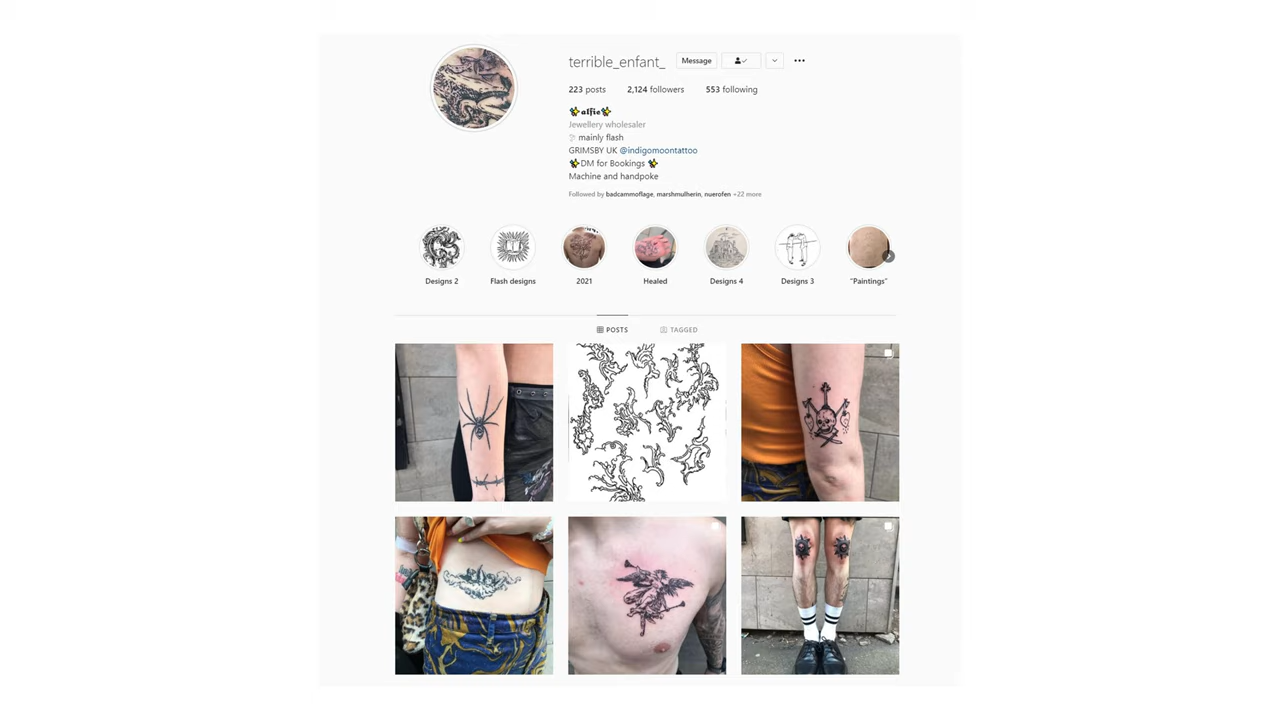 terrible_enfant_ Message
223 posts 2,124 followers 553 following
✨alfie✨
Jewellery wholesaler
mainly flash
GRIMSBY UK @indigomoontattoo
✨DM for Bookings ✨
Machine and handpoke
Followed by badcammoflage, marshmulherin, nuerofen +22 more
Designs 2 Flash designs 2021 Healed Designs 4 Designs 3 "Paintings"
POSTS TAGGED